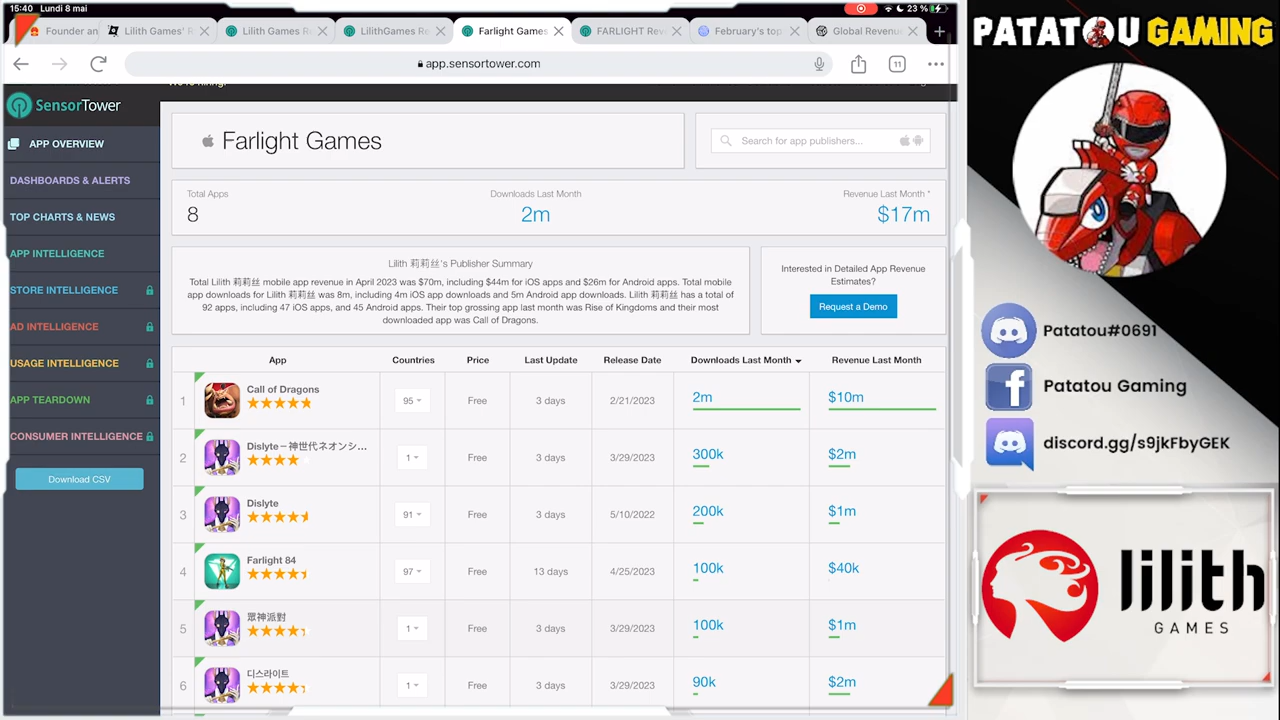 15:40 Lundi 8 mai
23 %
Founder an
Lilith Games' R
lilith Games R
LilithGames Re
Farlight Games
FARLIGHT Rev
February's top
Global Revenu
app.sensortower.com
11
SensorTower
APP OVERVIEW
DASHBOARDS & ALERTS
TOP CHARTS & NEWS
APP INTELLIGENCE
STORE INTELLIGENCE
AD INTELLIGENCE
USAGE INTELLIGENCE
APP TEARDOWN
CONSUMER INTELLIGENCE
Download CSV
Farlight Games
Search for app publishers...
Total Apps
8
Downloads Last Month
2m
Revenue Last Month *
$17m
Lilith 莉莉丝's Publisher Summary
Total Lilith 莉莉丝 mobile app revenue in April 2023 was $70m, including $44m for iOS apps and $26m for Android apps. Total mobile
app downloads for Lilith 莉莉丝 was 8m, including 4m iOS app downloads and 5m Android app downloads. Lilith 莉莉丝 has a total of
92 apps, including 47 iOS apps, and 45 Android apps. Their top grossing app last month was Rise of Kingdoms and their most
downloaded app was Call of Dragons.
Interested in Detailed App Revenue
Estimates?
Request a Demo
App Countries Price Last Update Release Date Downloads Last Month Revenue Last Month
1 Call of Dragons 95 Free 3 days 2/21/2023 2m $10m
2 Dislyte－神世代ネオンシ... 1 Free 3 days 3/29/2023 300k $2m
3 Dislyte 91 Free 3 days 5/10/2022 200k $1m
4 Farlight 84 97 Free 13 days 4/25/2023 100k $40k
5 眾神派對 1 Free 3 days 3/29/2023 100k $1m
6 디스라이트 1 Free 3 days 3/29/2023 90k $2m
PATATOU GAMING
Patatou#0691
Patatou Gaming
discord.gg/s9jkFbyGEK
lilith
GAMES